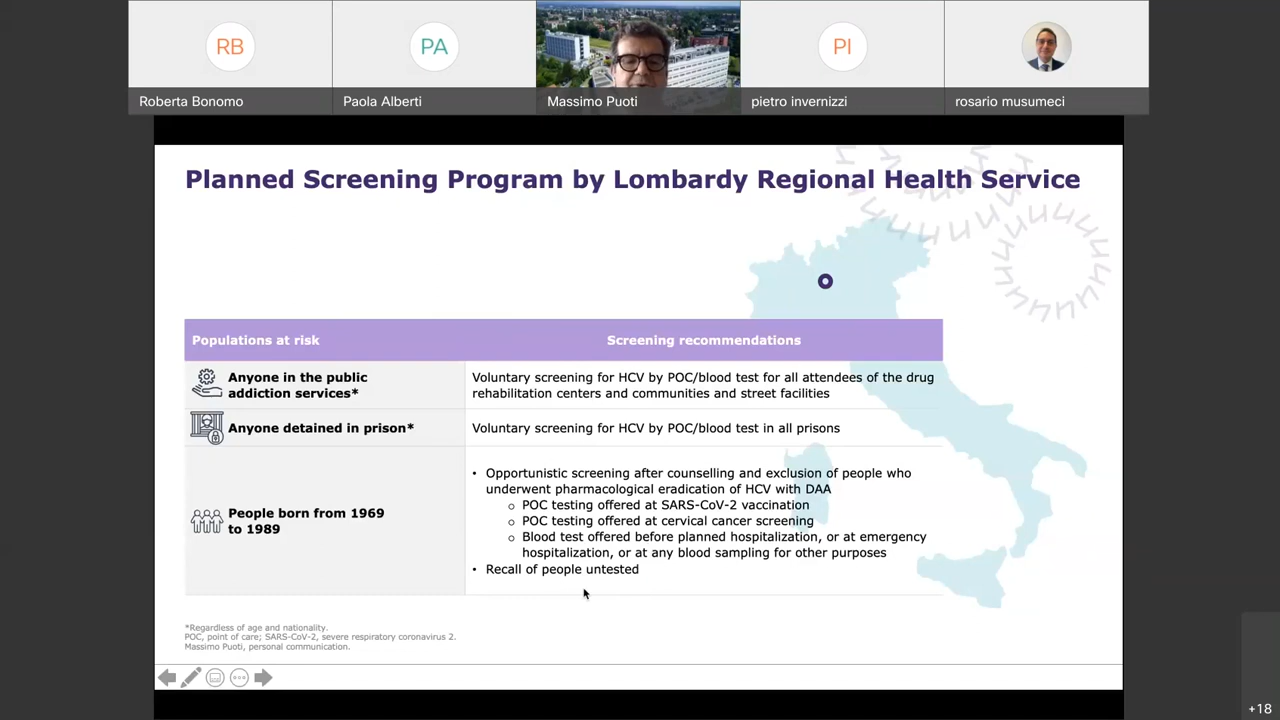 RB
PA
PI
Roberta Bonomo
Paola Alberti
Massimo Puoti
pietro invernizzi
rosario musumeci
Planned Screening Program by Lombardy Regional Health Service
Populations at risk
Screening recommendations
Anyone in the public
addiction services*
Voluntary screening for HCV by POC/blood test for all attendees of the drug
rehabilitation centers and communities and street facilities
Anyone detained in prison*
Voluntary screening for HCV by POC/blood test in all prisons
People born from 1969
to 1989
• Opportunistic screening after counselling and exclusion of people who
underwent pharmacological eradication of HCV with DAA
o POC testing offered at SARS-CoV-2 vaccination
o POC testing offered at cervical cancer screening
o Blood test offered before planned hospitalization, or at emergency
hospitalization, or at any blood sampling for other purposes
• Recall of people untested
*Regardless of age and nationality.
POC, point of care; SARS-CoV-2, severe respiratory coronavirus 2.
Massimo Puoti, personal communication.
+18